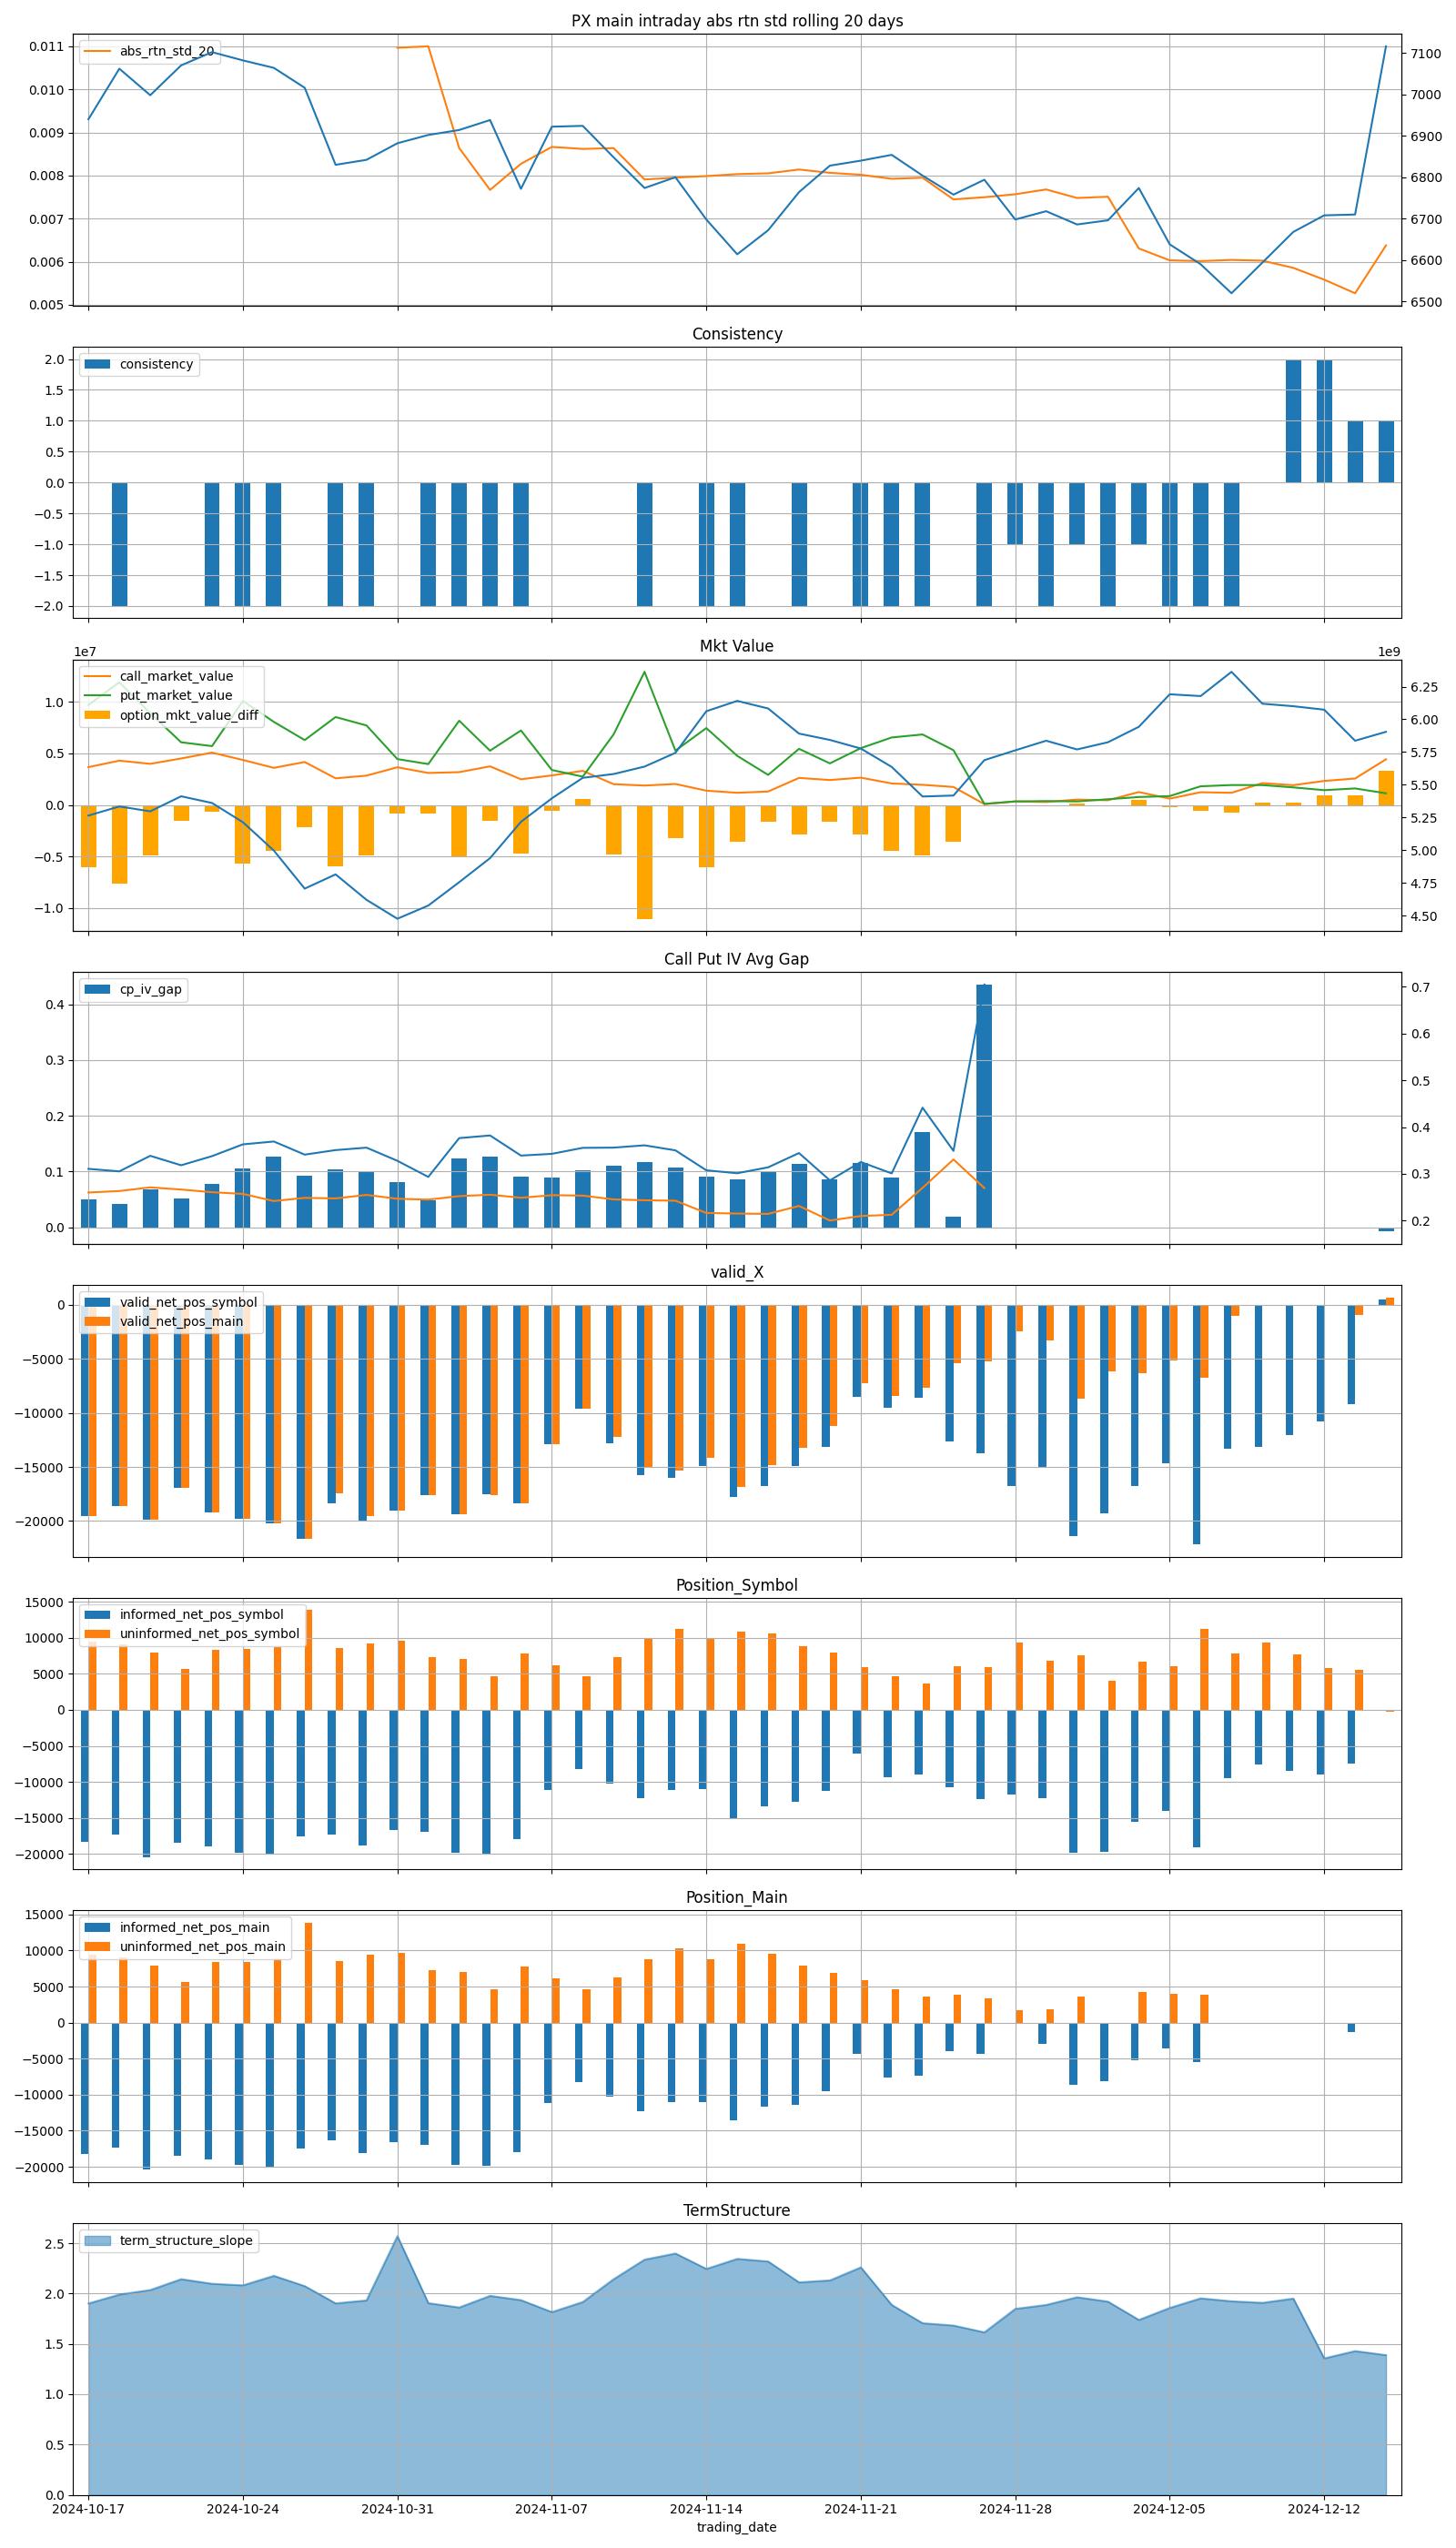 PX main intraday abs rtn std rolling 20 days
abs_rtn_std_20
0.011
0.010
0.009
0.008
0.007
0.006
0.005
7100
7000
6900
6800
6700
6600
6500
Consistency
consistency
2.0
1.5
1.0
0.5
0.0
−0.5
−1.0
−1.5
−2.0
Mkt Value
1e7
1e9
call_market_value
put_market_value
option_mkt_value_diff
1.0
0.5
0.0
−0.5
−1.0
6.25
6.00
5.75
5.50
5.25
5.00
4.75
4.50
Call Put IV Avg Gap
cp_iv_gap
0.4
0.3
0.2
0.1
0.0
0.7
0.6
0.5
0.4
0.3
0.2
valid_X
valid_net_pos_symbol
valid_net_pos_main
0
−5000
−10000
−15000
−20000
Position_Symbol
informed_net_pos_symbol
uninformed_net_pos_symbol
15000
10000
5000
0
−5000
−10000
−15000
−20000
Position_Main
informed_net_pos_main
uninformed_net_pos_main
15000
10000
5000
0
−5000
−10000
−15000
−20000
TermStructure
term_structure_slope
2.5
2.0
1.5
1.0
0.5
0.0
2024-10-17 2024-10-24 2024-10-31 2024-11-07 2024-11-14 2024-11-21 2024-11-28 2024-12-05 2024-12-12
trading_date